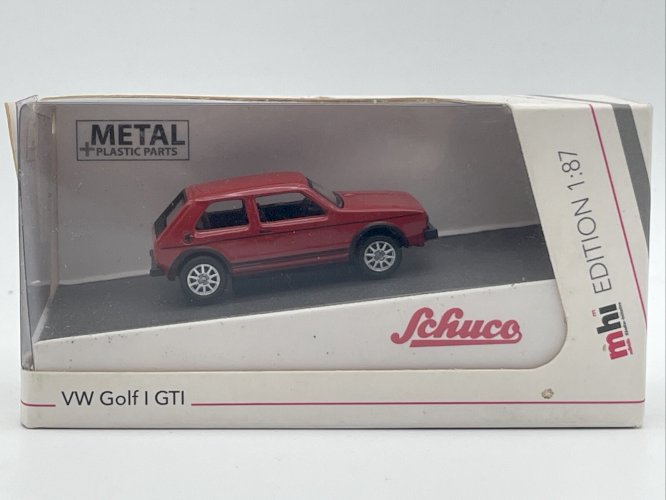 METAL
+PLASTIC PARTS
Schuco
mhi EDITION 1:87
VW Golf I GTI